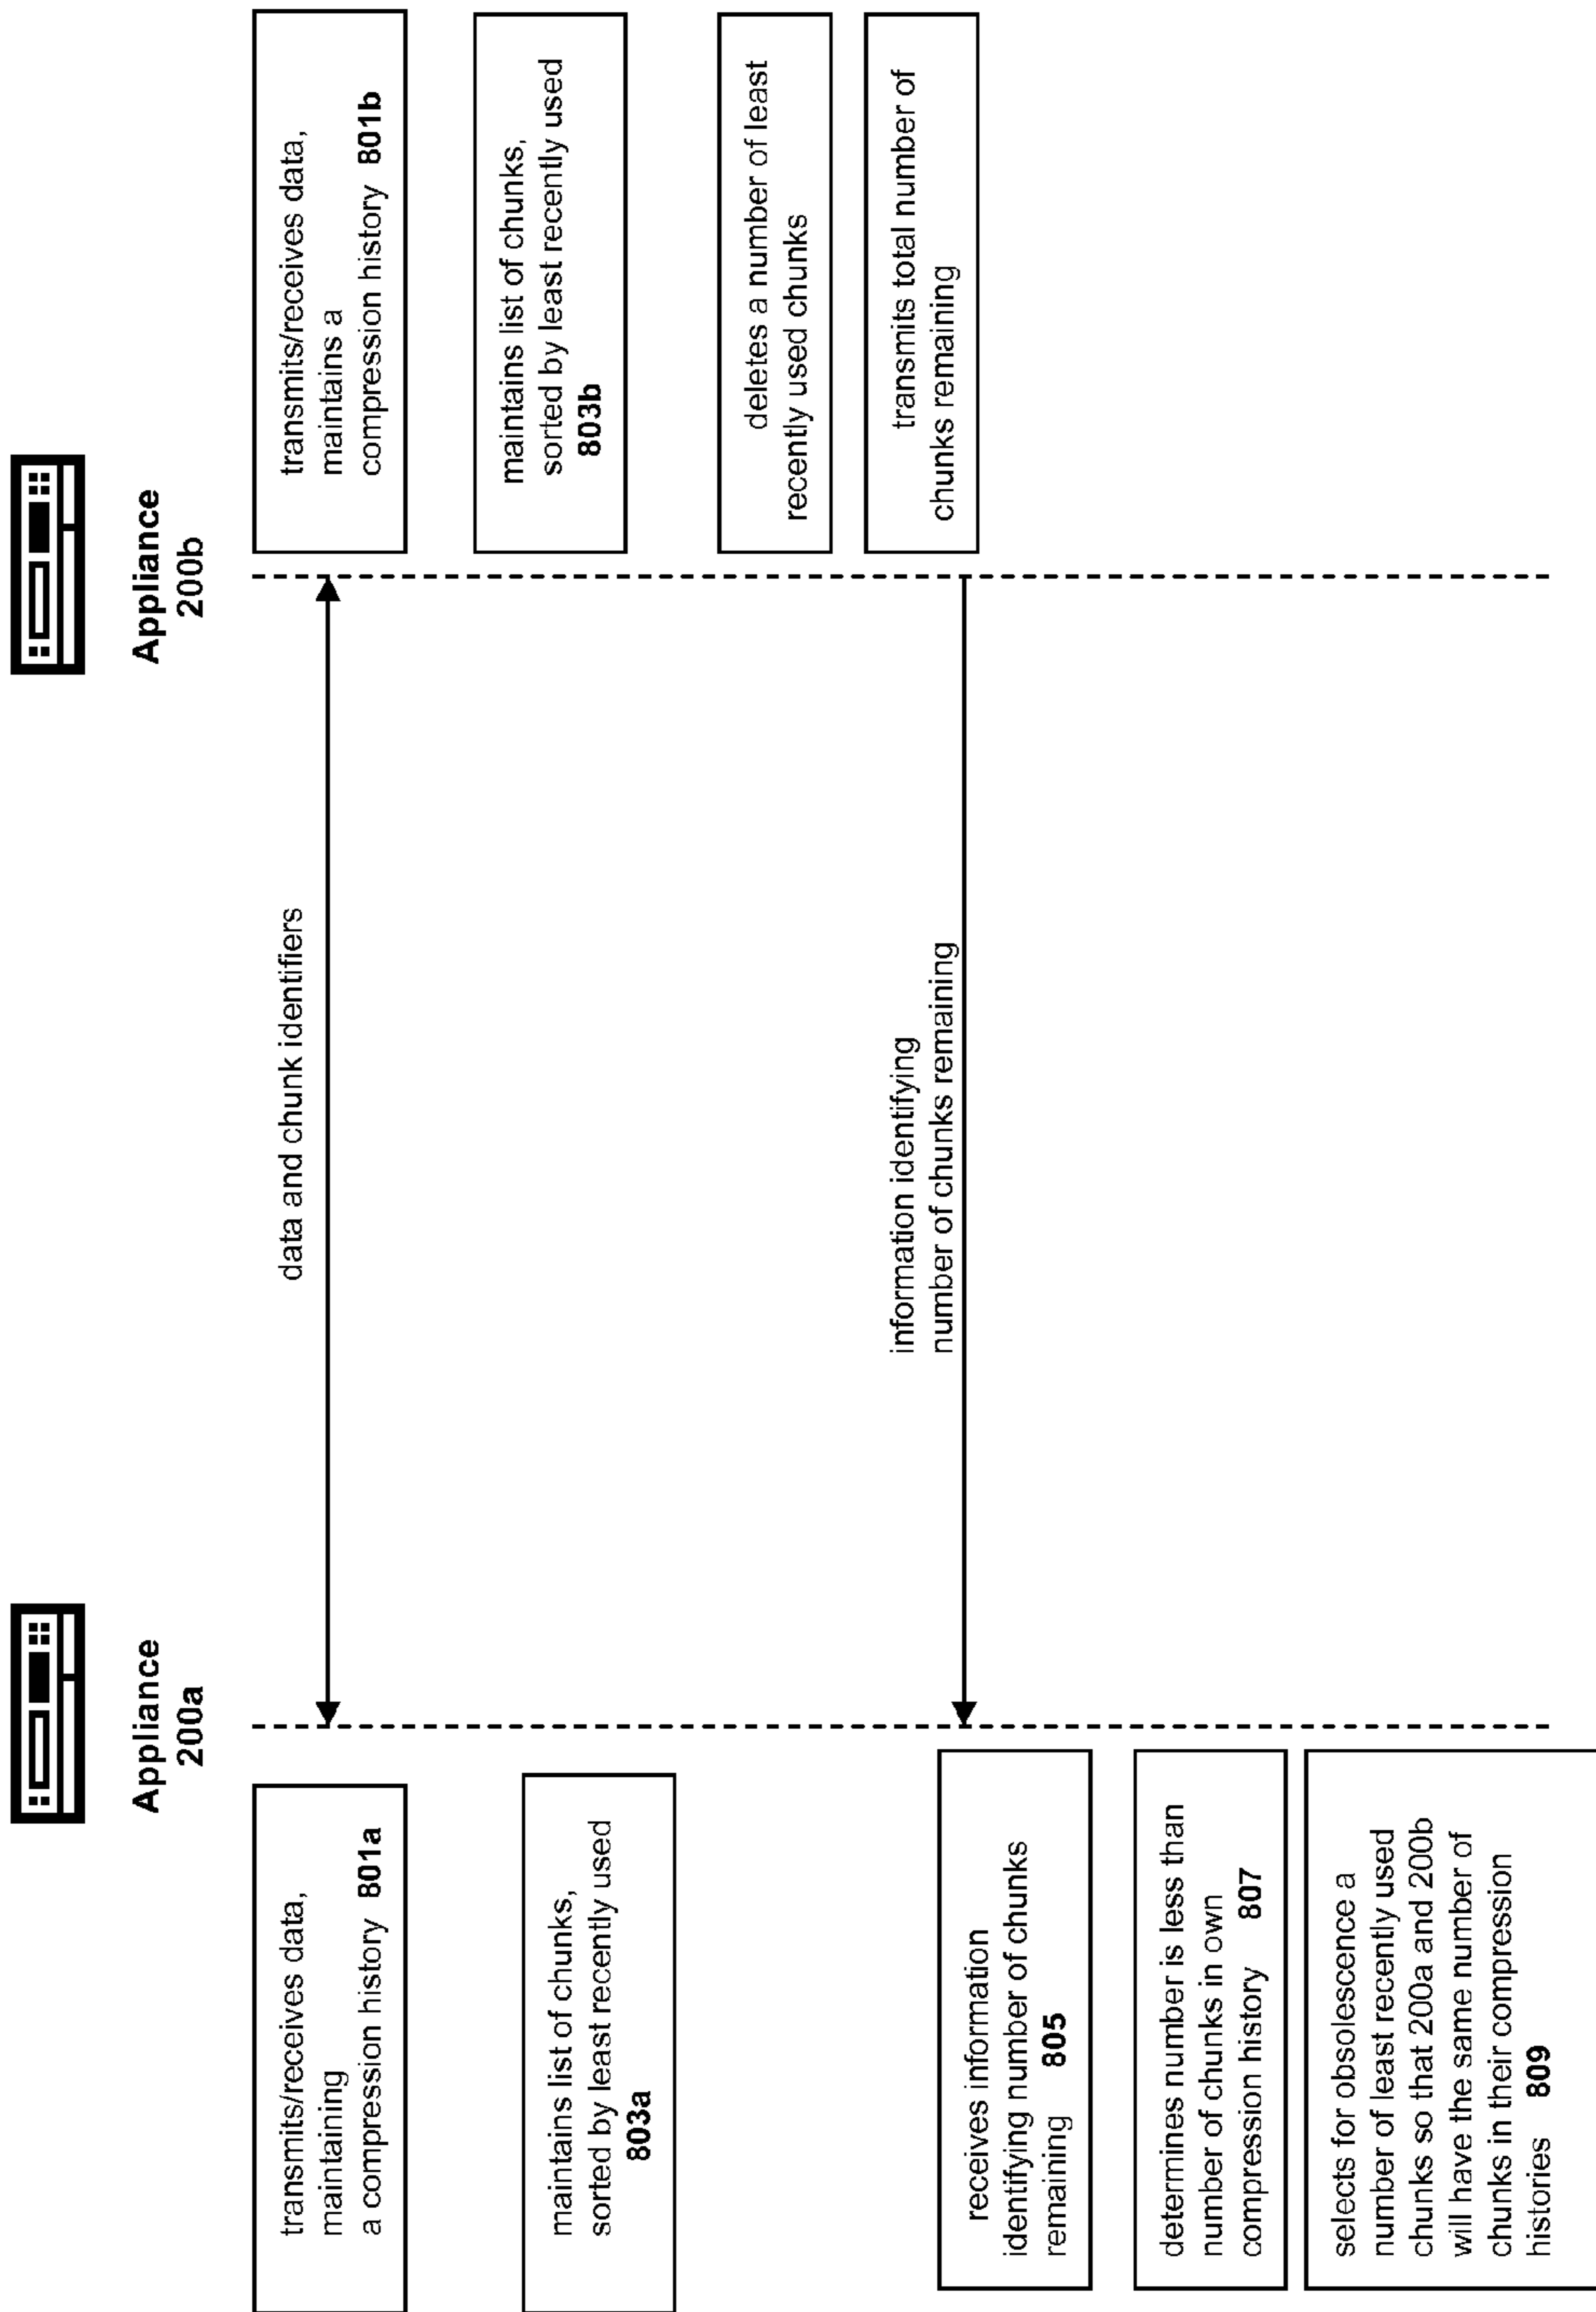 Appliance
200a
Appliance
200b
transmits/receives data,
maintaining
a compression history 801a
data and chunk identifiers
transmits/receives data,
maintains a
compression history 801b
maintains list of chunks,
sorted by least recently used
803a
maintains list of chunks,
sorted by least recently used
803b
deletes a number of least
recently used chunks
transmits total number of
chunks remaining
information identifying
number of chunks remaining
receives information
identifying number of chunks
remaining 805
determines number is less than
number of chunks in own
compression history 807
selects for obsolescence a
number of least recently used
chunks so that 200a and 200b
will have the same number of
chunks in their compression
histories 809